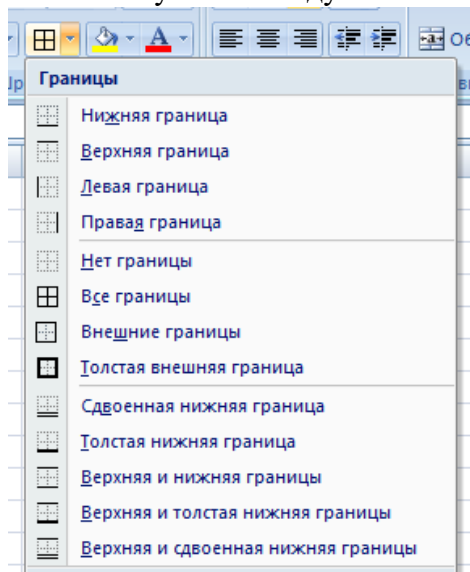 Границы
Нижняя граница
Верхняя граница
Левая граница
Правая граница
Нет границы
Все границы
Внешние границы
Толстая внешняя граница
Сдвоенная нижняя граница
Толстая нижняя граница
Верхняя и нижняя границы
Верхняя и толстая нижняя границы
Верхняя и сдвоенная нижняя границы